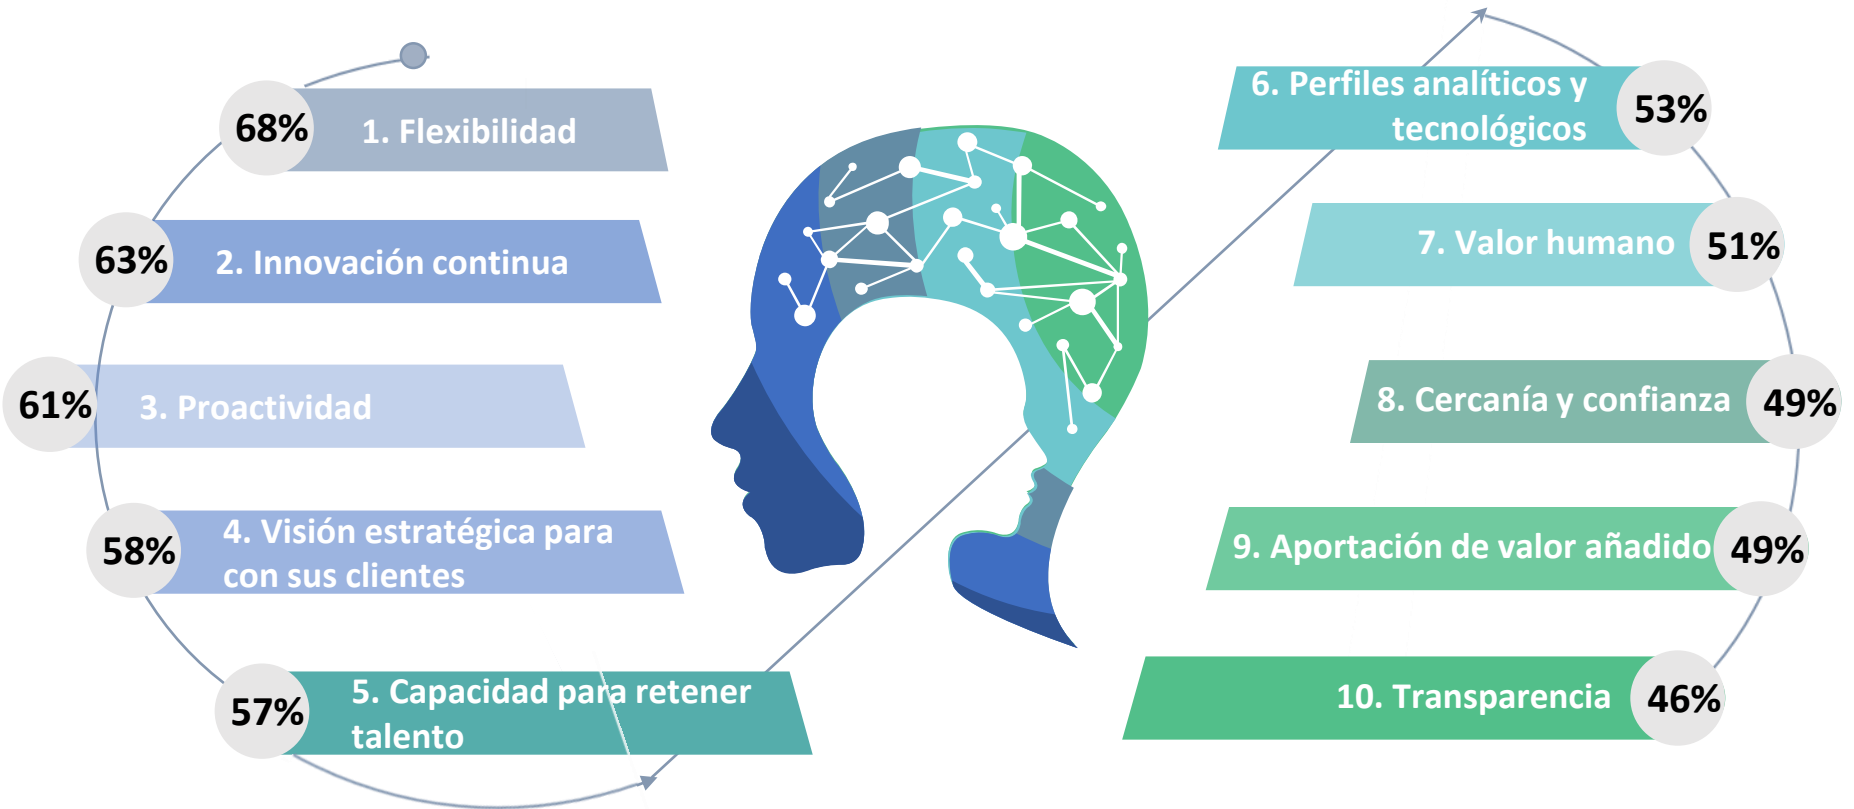 68%
1. Flexibilidad
63%
2. Innovación continua
61%
3. Proactividad
58%
4. Visión estratégica para
con sus clientes
57%
5. Capacidad para retener
talento
6. Perfiles analíticos y
tecnológicos
53%
7. Valor humano
51%
8. Cercanía y confianza
49%
9. Aportación de valor añadido
49%
10. Transparencia
46%